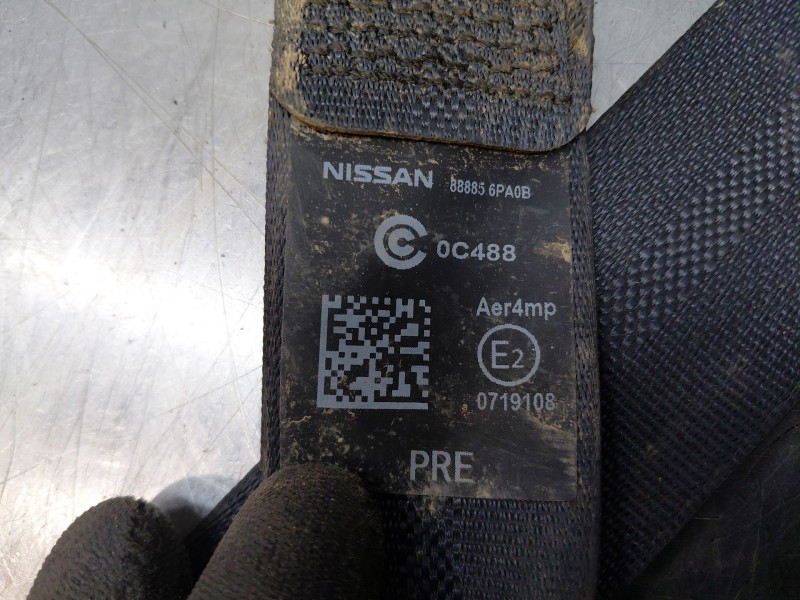 NISSAN 88885 6PA0B
C 0C488
Aer4mp
E2
0719108
PRE